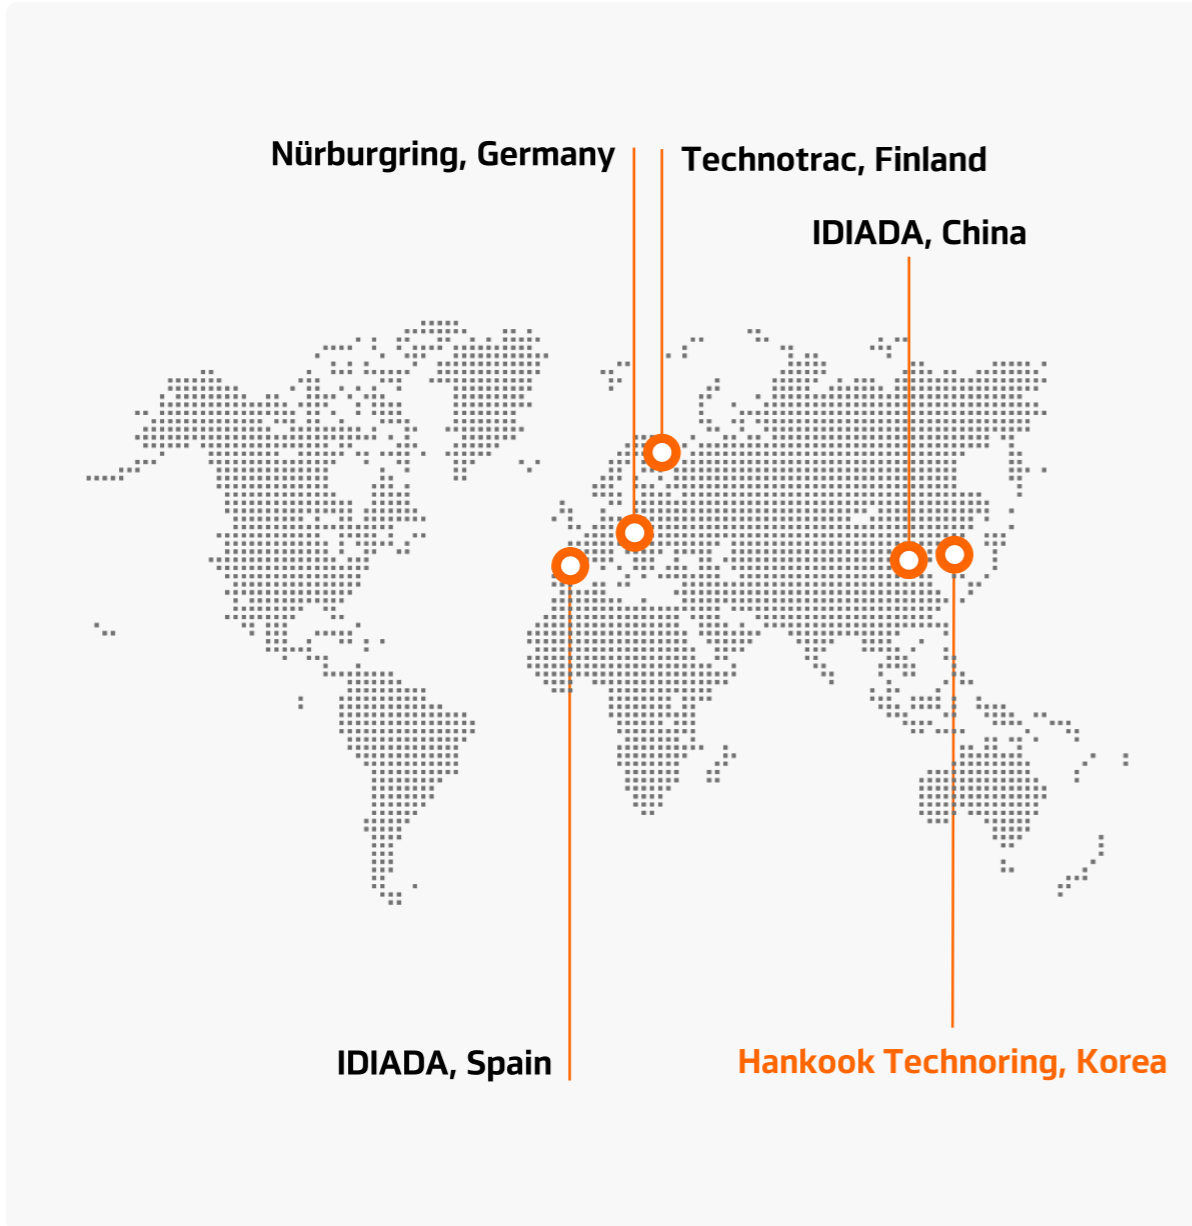 Nürburgring, Germany
Technotrac, Finland
IDIADA, China
IDIADA, Spain
Hankook Technoring, Korea